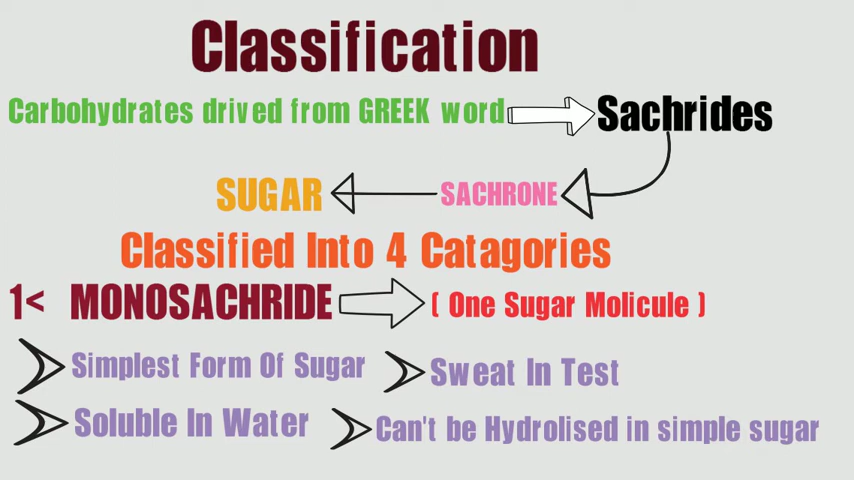 Classification
Carbohydrates drived from GREEK word Sachrides
SUGAR SACHRONE
Classified Into 4 Catagories
1< MONOSACHRIDE ( One Sugar Molicule )
Simplest Form Of Sugar Sweat In Test
Soluble In Water Can't be Hydrolised in simple sugar